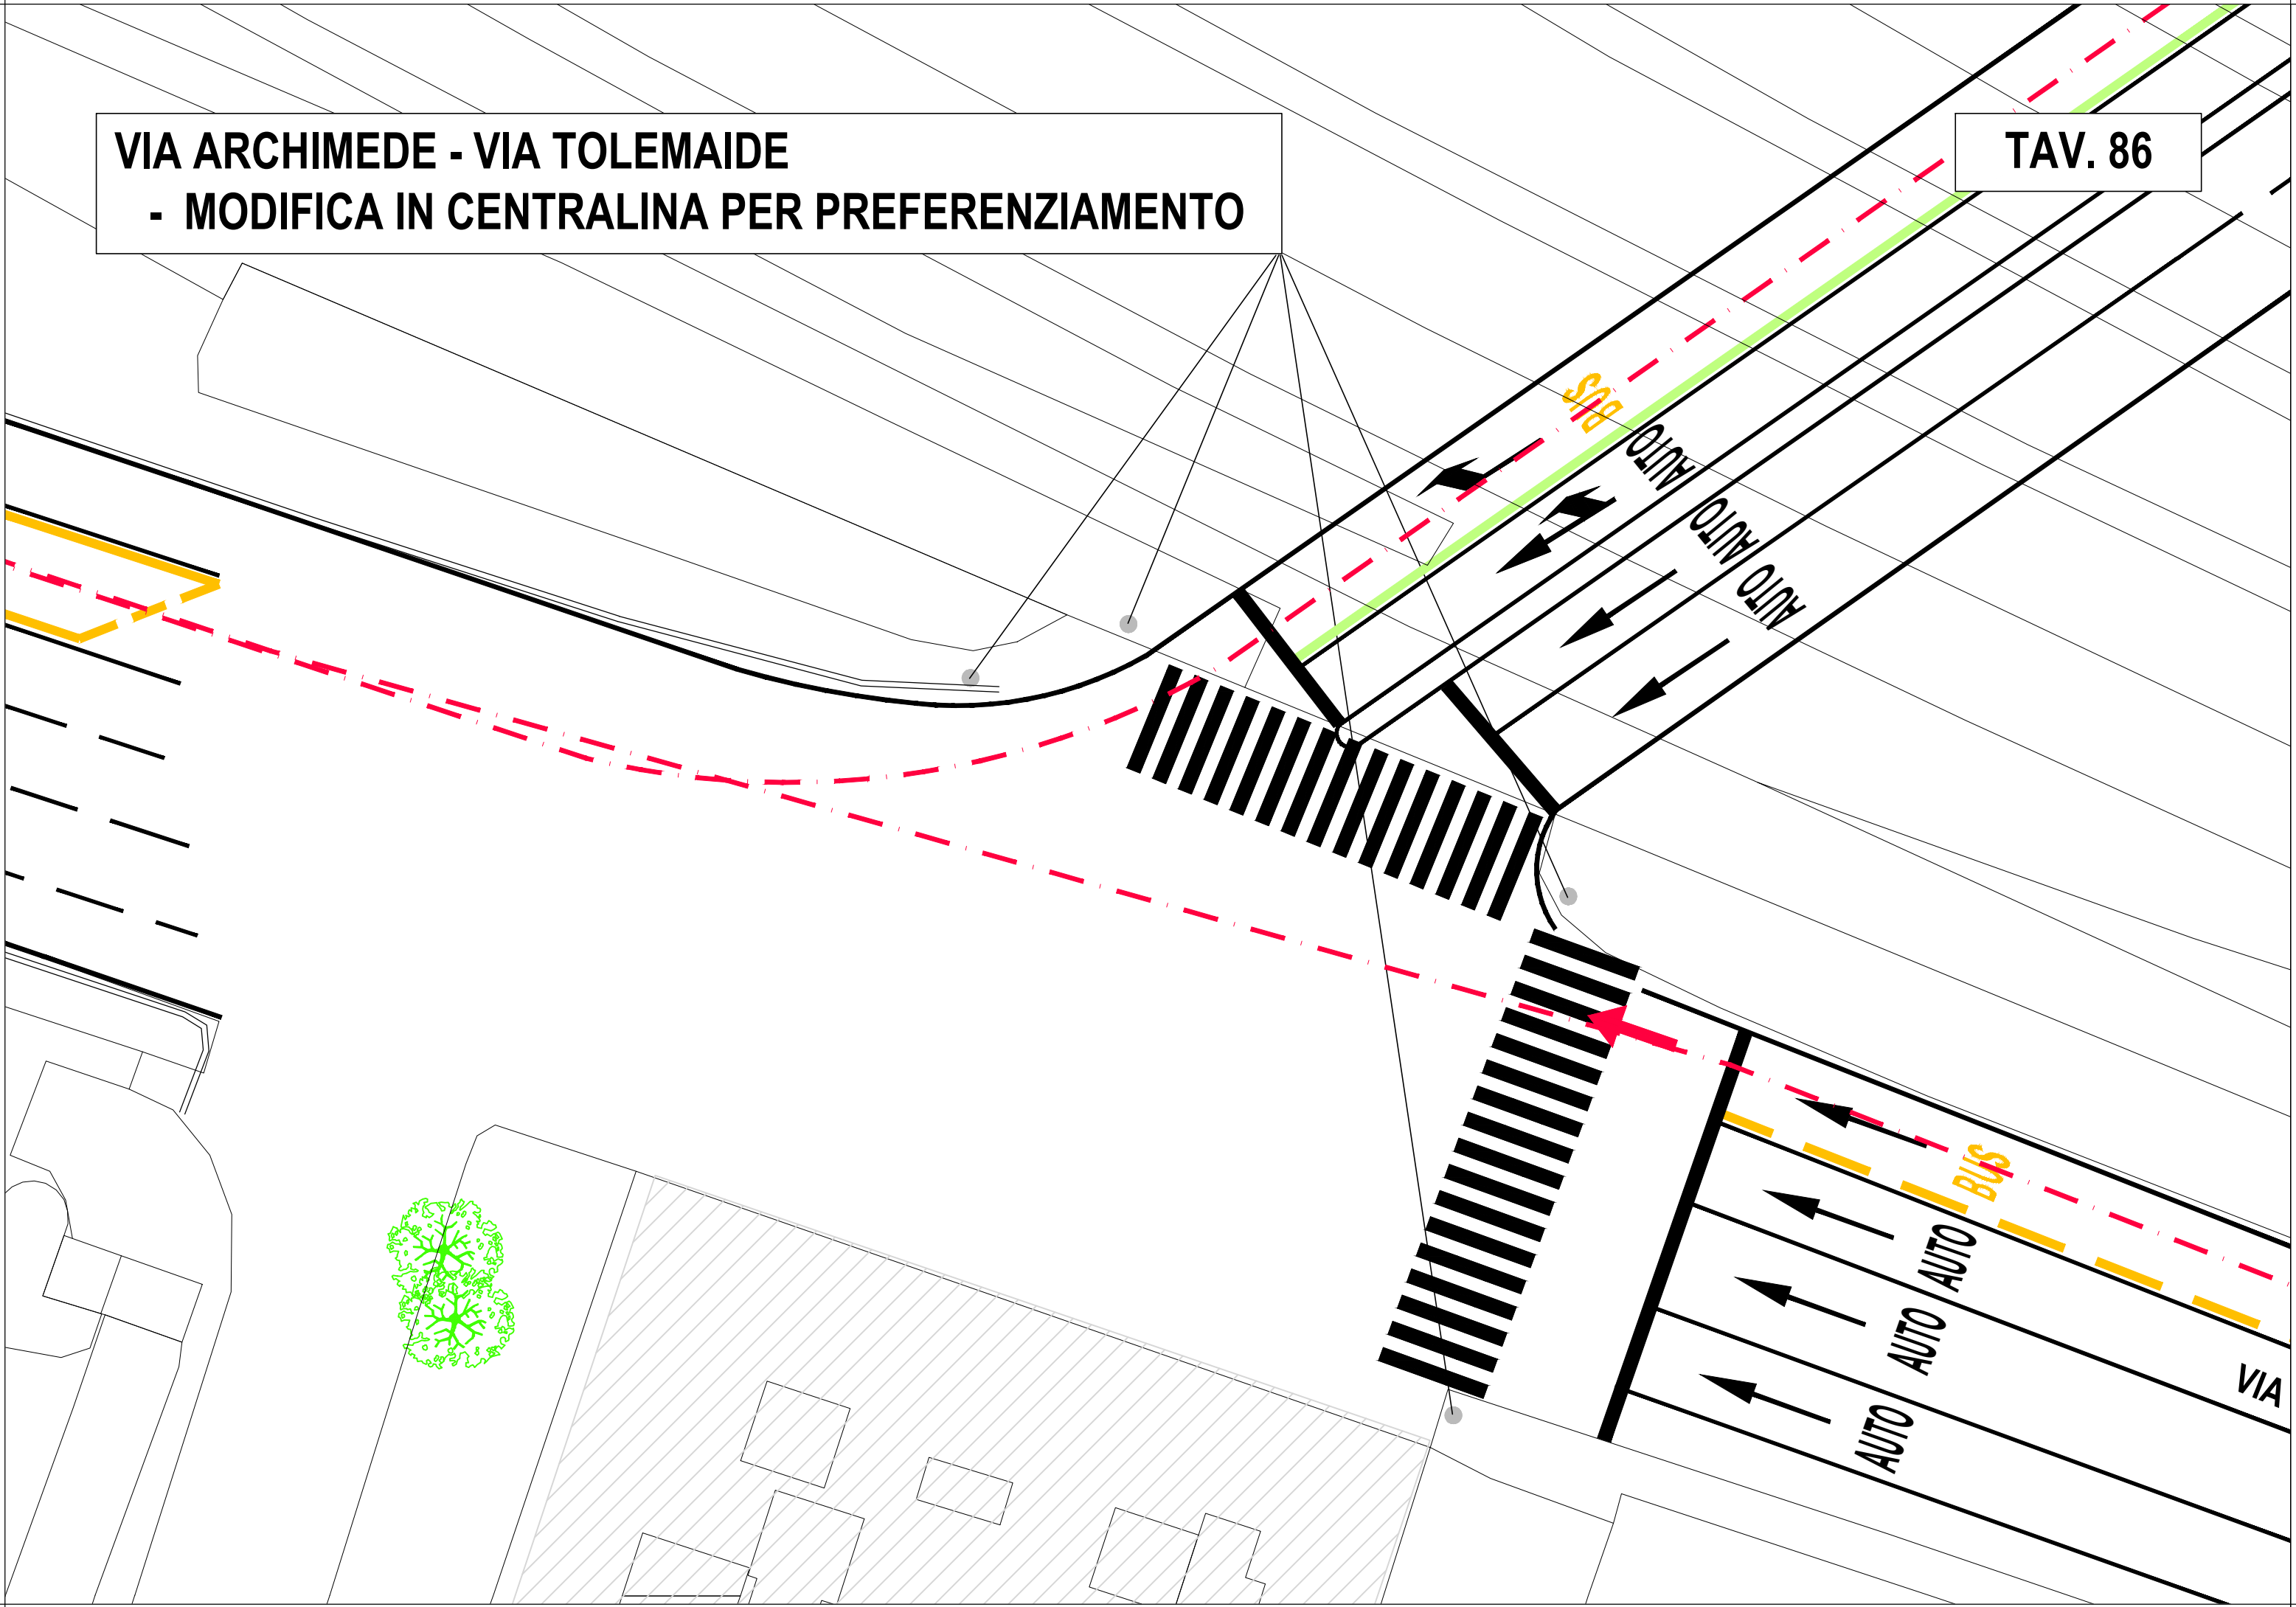 VIA ARCHIMEDE - VIA TOLEMAIDE
- MODIFICA IN CENTRALINA PER PREFERENZIAMENTO
TAV. 86
BUS
AUTO
AUTO
AUTO
BUS
AUTO
AUTO
AUTO
VIA